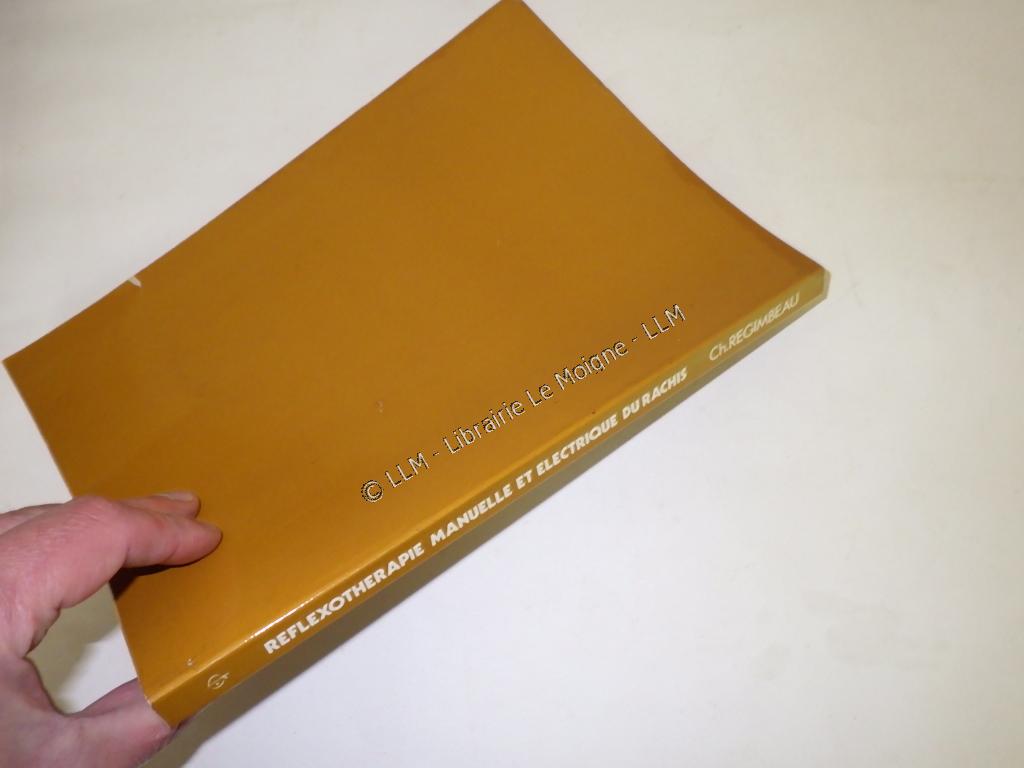 © LLM - Librairie Le Moigne - LLM
REFLEXOTHERAPIE MANUELLE ET ELECTRIQUE DU RACHIS Ch.REGIMBEAU